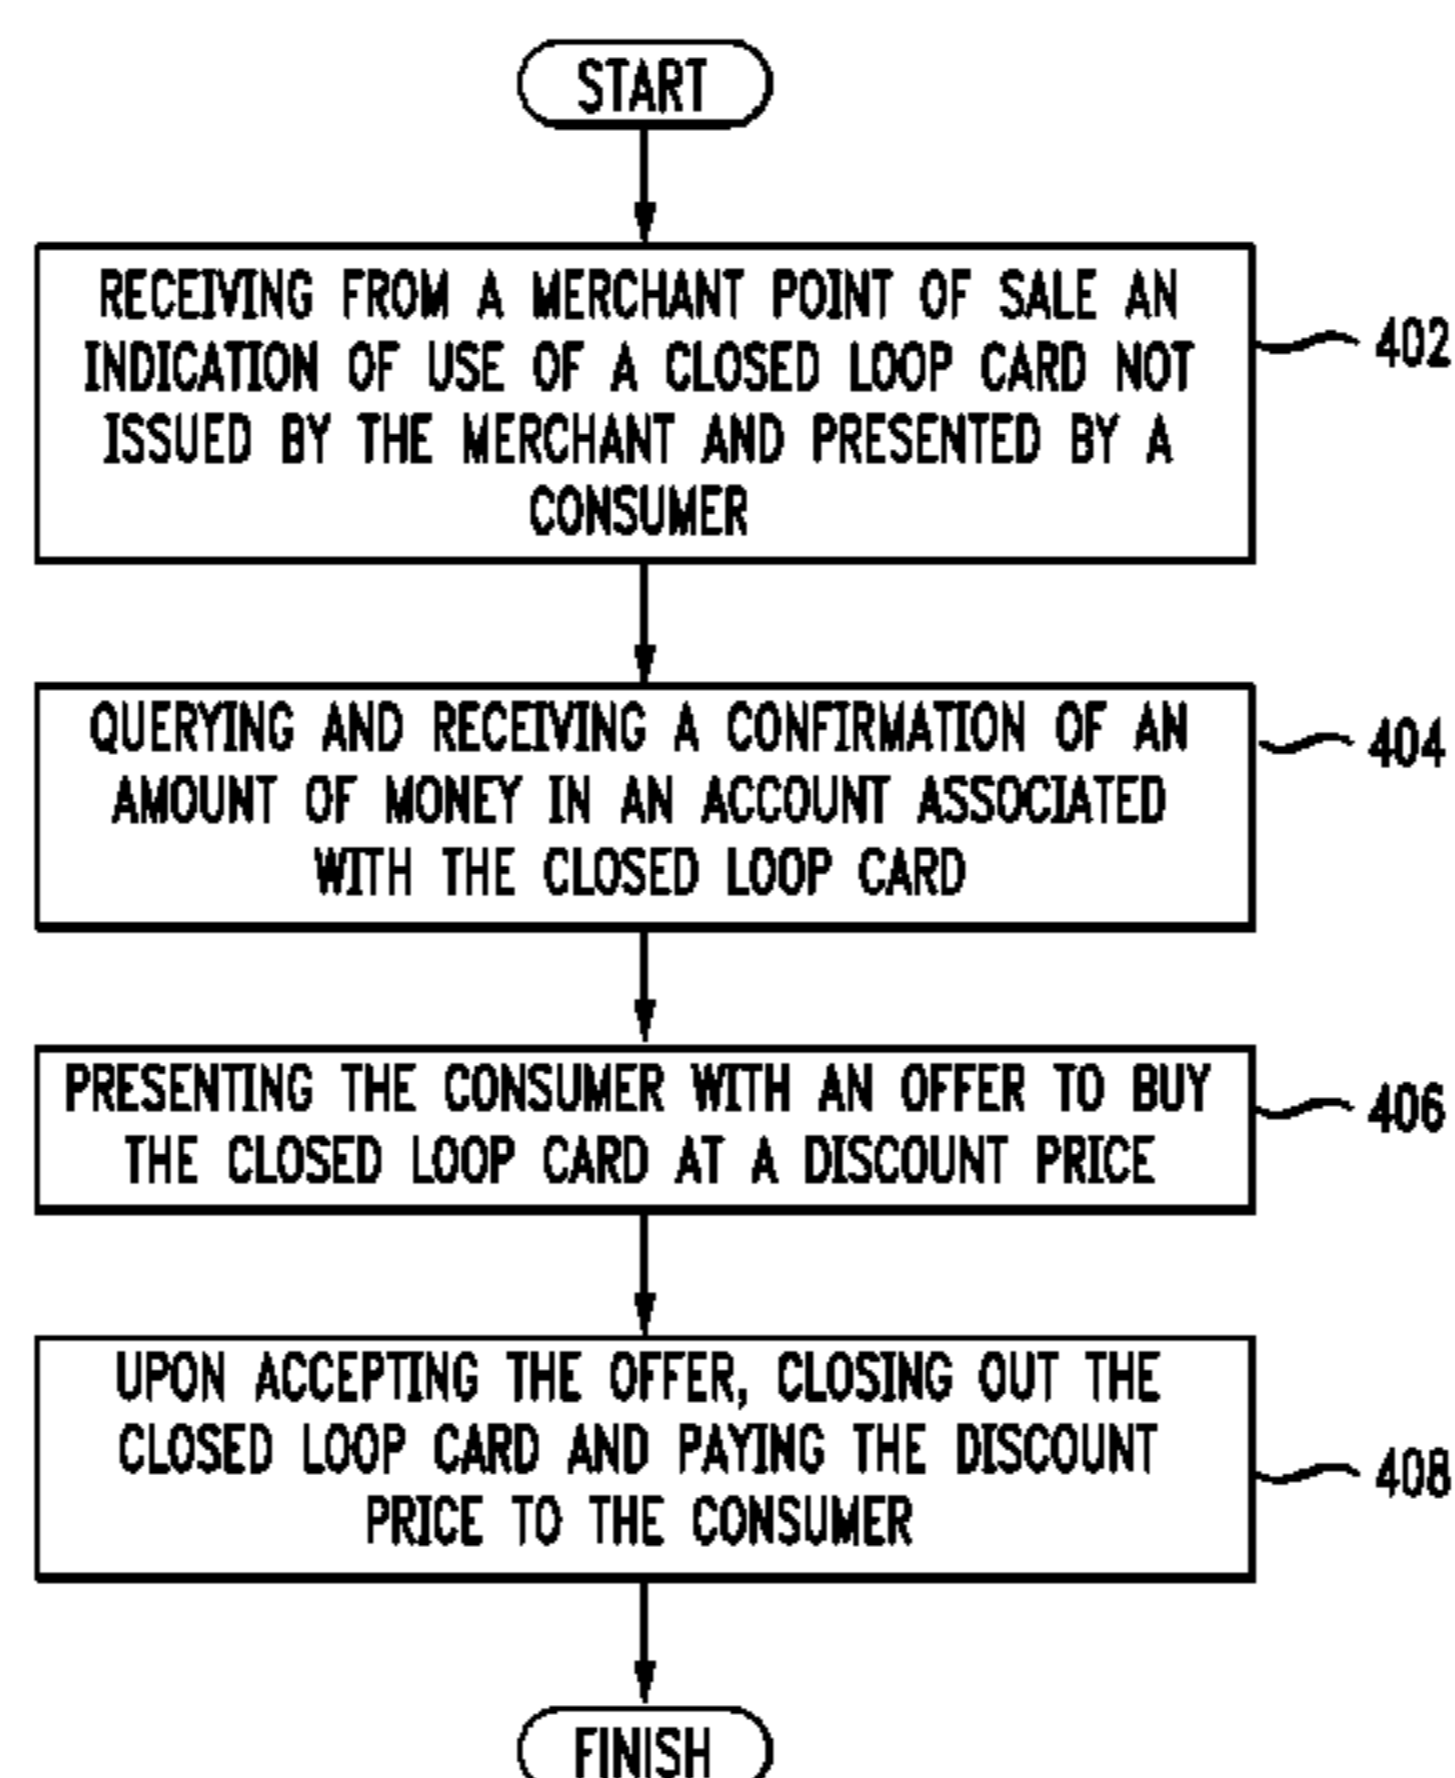 START
RECEIVING FROM A MERCHANT POINT OF SALE AN
INDICATION OF USE OF A CLOSED LOOP CARD NOT
ISSUED BY THE MERCHANT AND PRESENTED BY A
CONSUMER
402
QUERYING AND RECEIVING A CONFIRMATION OF AN
AMOUNT OF MONEY IN AN ACCOUNT ASSOCIATED
WITH THE CLOSED LOOP CARD
404
PRESENTING THE CONSUMER WITH AN OFFER TO BUY
THE CLOSED LOOP CARD AT A DISCOUNT PRICE
406
UPON ACCEPTING THE OFFER, CLOSING OUT THE
CLOSED LOOP CARD AND PAYING THE DISCOUNT
PRICE TO THE CONSUMER
408
FINISH